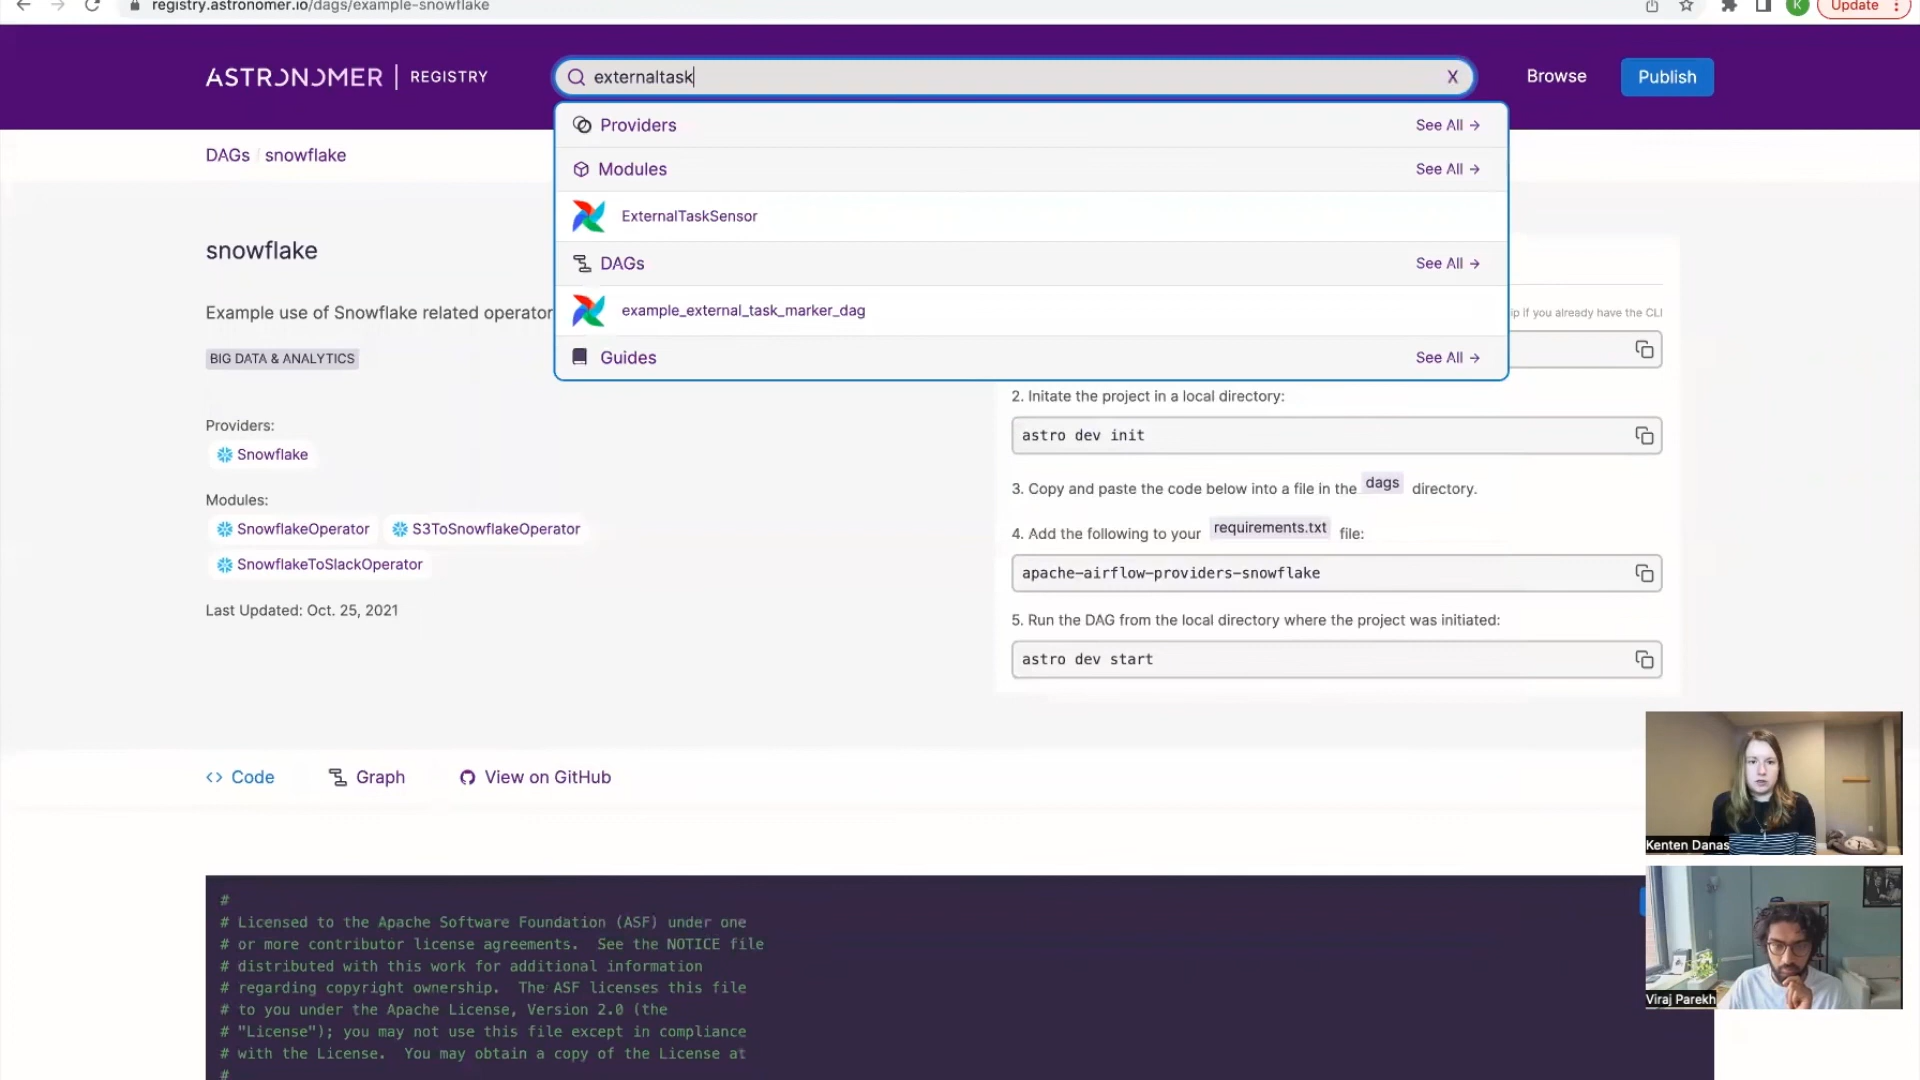 registry.astronomer.io/dags/example-snowflake
K
Update
ASTRONOMER | REGISTRY
externaltask
X
Browse
Publish
Providers
See All →
Modules
See All →
ExternalTaskSensor
DAGs
See All →
example_external_task_marker_dag
Guides
See All →
DAGs / snowflake
snowflake
Example use of Snowflake related operator
BIG DATA & ANALYTICS
Providers:
Snowflake
Modules:
SnowflakeOperator
S3ToSnowflakeOperator
SnowflakeToSlackOperator
Last Updated: Oct. 25, 2021
if you already have the CLI
2. Initate the project in a local directory:
astro dev init
3. Copy and paste the code below into a file in the dags directory.
4. Add the following to your requirements.txt file:
apache-airflow-providers-snowflake
5. Run the DAG from the local directory where the project was initiated:
astro dev start
<> Code
Graph
View on GitHub
#
# Licensed to the Apache Software Foundation (ASF) under one
# or more contributor license agreements.  See the NOTICE file
# distributed with this work for additional information
# regarding copyright ownership.  The ASF licenses this file
# to you under the Apache License, Version 2.0 (the
# "License"); you may not use this file except in compliance
# with the License.  You may obtain a copy of the License at
#
Kenten Danas
Viraj Parekh